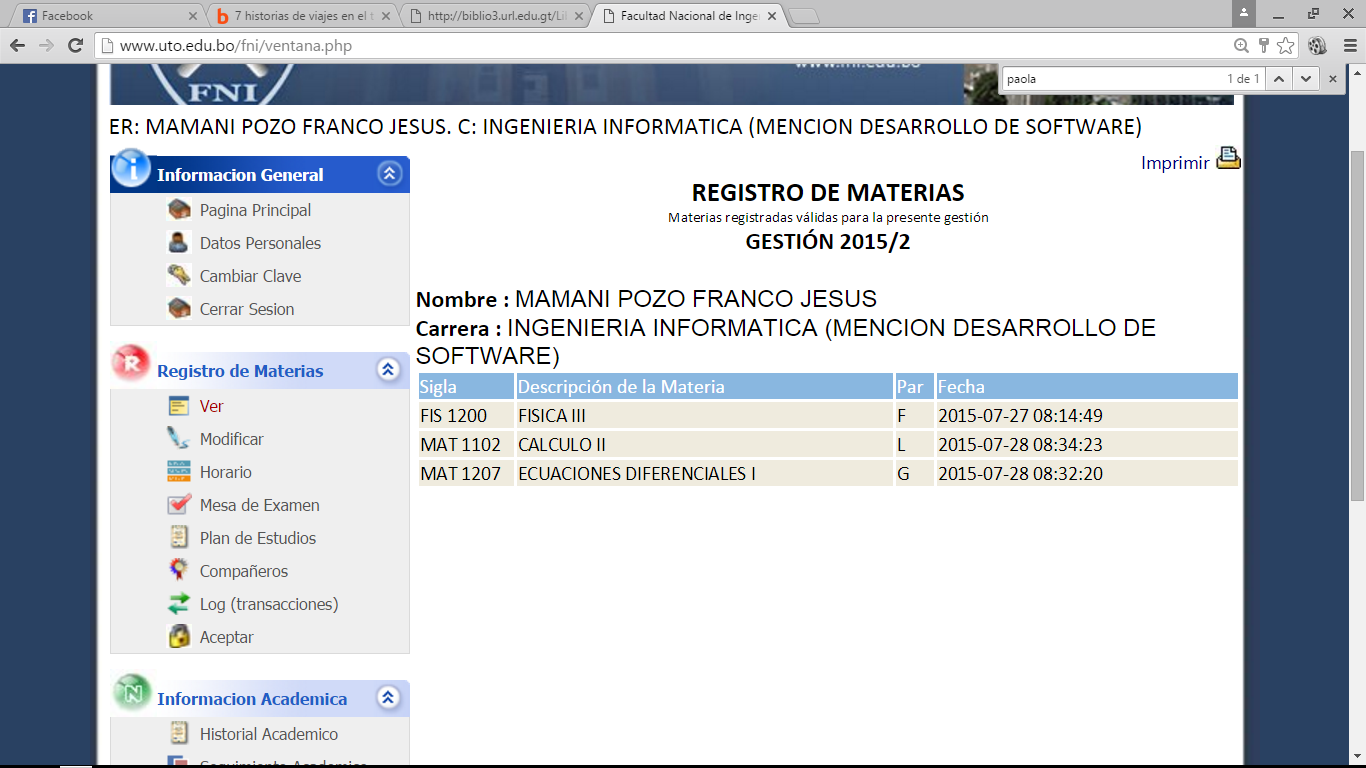 Facebook
7 historias de viajes en el t
http://biblio3.url.edu.gt/Lil
Facultad Nacional de Inge
www.uto.edu.bo/fni/ventana.php
paola
1 de 1
FNI
www.fni.edu.bo
ER: MAMANI POZO FRANCO JESUS. C: INGENIERIA INFORMATICA (MENCION DESARROLLO DE SOFTWARE)
Informacion General
Pagina Principal
Datos Personales
Cambiar Clave
Cerrar Sesion
Registro de Materias
Ver
Modificar
Horario
Mesa de Examen
Plan de Estudios
Compañeros
Log (transacciones)
Aceptar
Informacion Academica
Historial Academico
Seguimiento Academico
Imprimir
REGISTRO DE MATERIAS
Materias registradas válidas para la presente gestión
GESTIÓN 2015/2
Nombre : MAMANI POZO FRANCO JESUS
Carrera : INGENIERIA INFORMATICA (MENCION DESARROLLO DE
SOFTWARE)
Sigla Descripción de la Materia Par Fecha
FIS 1200 FISICA III F 2015-07-27 08:14:49
MAT 1102 CALCULO II L 2015-07-28 08:34:23
MAT 1207 ECUACIONES DIFERENCIALES I G 2015-07-28 08:32:20